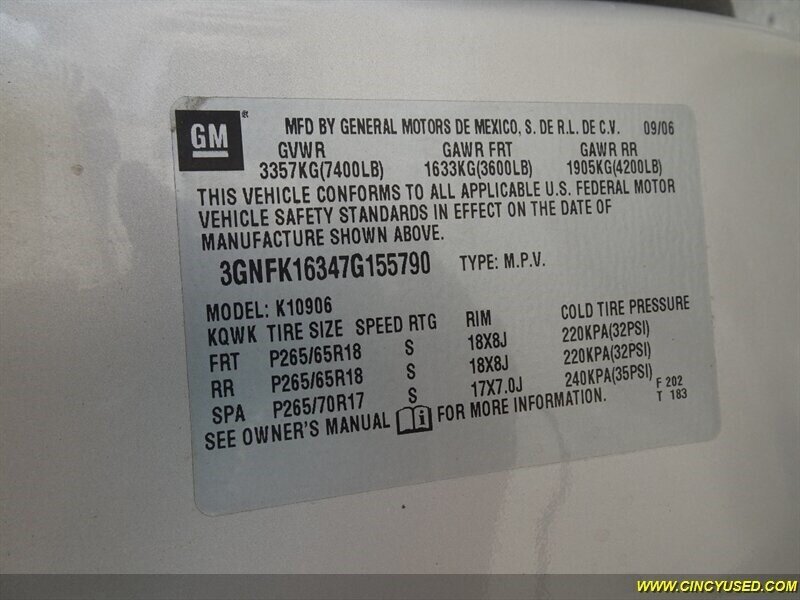 GM ®
MFD BY GENERAL MOTORS DE MEXICO, S. DE R.L. DE C.V. 09/06
GVWR GAWR FRT GAWR RR
3357KG(7400LB) 1633KG(3600LB) 1905KG(4200LB)
THIS VEHICLE CONFORMS TO ALL APPLICABLE U.S. FEDERAL MOTOR
VEHICLE SAFETY STANDARDS IN EFFECT ON THE DATE OF
MANUFACTURE SHOWN ABOVE.
3GNFK16347G155790 TYPE: M.P.V.
MODEL: K10906
KQWK TIRE SIZE SPEED RTG RIM COLD TIRE PRESSURE
FRT P265/65R18 S 18X8J 220KPA(32PSI)
RR P265/65R18 S 18X8J 220KPA(32PSI)
SPA P265/70R17 S 17X7.0J 240KPA(35PSI)
SEE OWNER'S MANUAL i FOR MORE INFORMATION.
F 202
T 183
WWW.CINCYUSED.COM